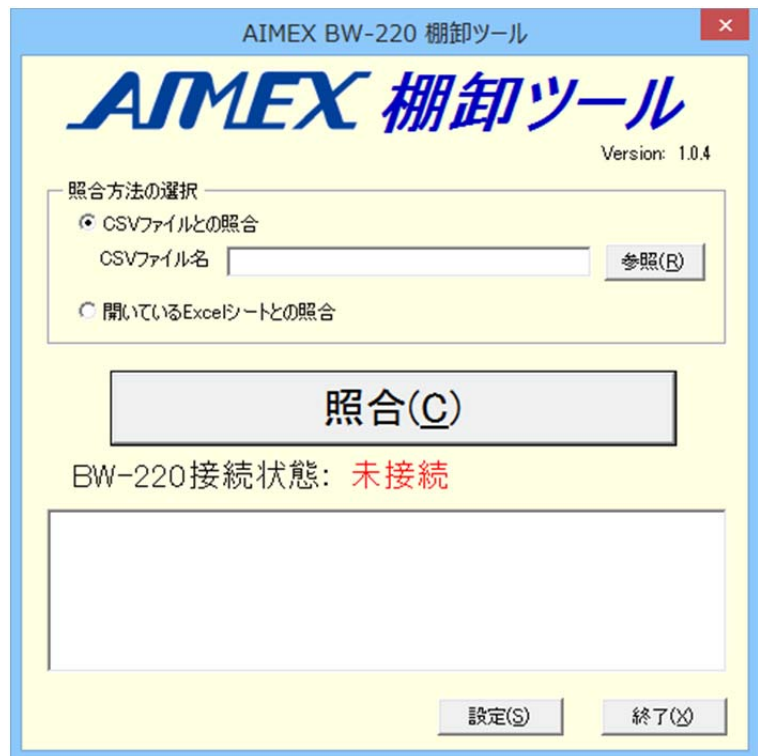 AIMEX BW-220 棚卸ツール
AIMEX 棚卸ツール
Version: 1.0.4
照合方法の選択
CSVファイルとの照合
CSVファイル名 参照(R)
開いているExcelシートとの照合
照合(C)
BW-220接続状態: 未接続
設定(S) 終了(X)